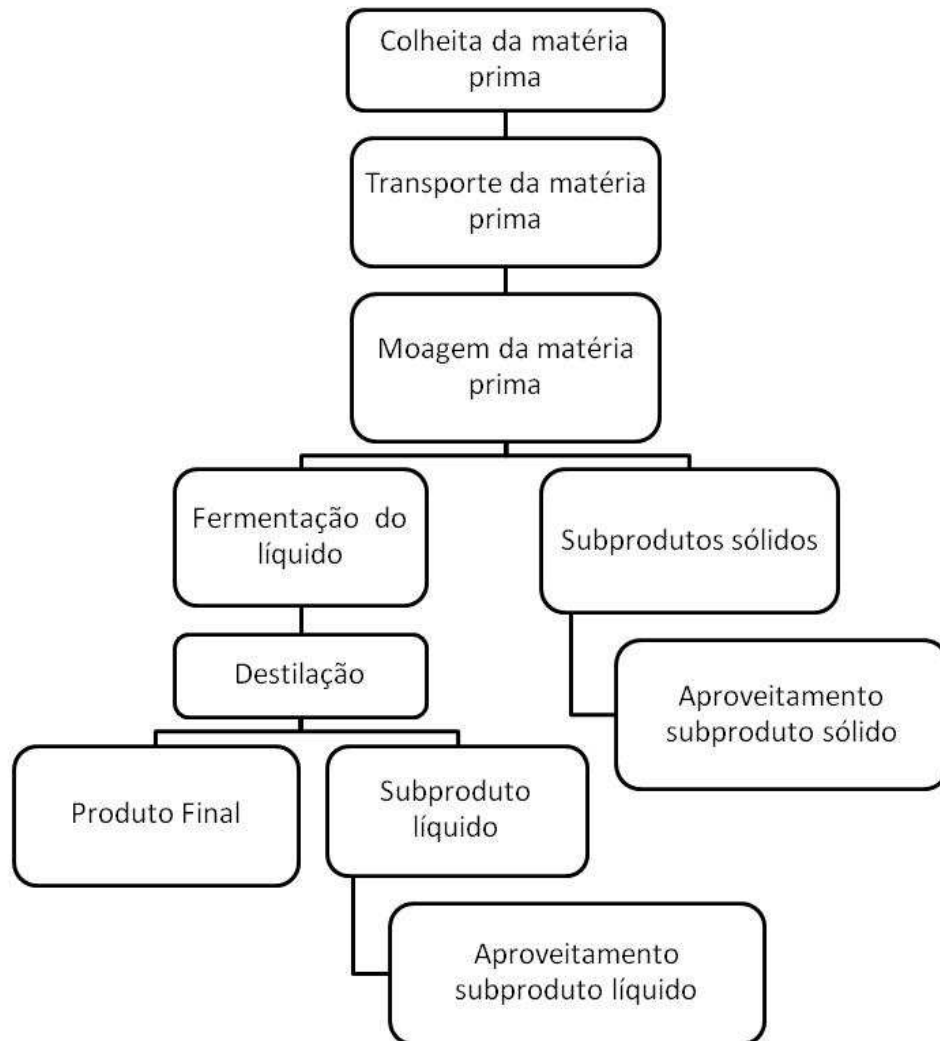 Colheita da matéria
prima
Transporte da matéria
prima
Moagem da matéria
prima
Fermentação do
líquido
Subprodutos sólidos
Destilação
Aproveitamento
subproduto sólido
Produto Final
Subproduto
líquido
Aproveitamento
subproduto líquido